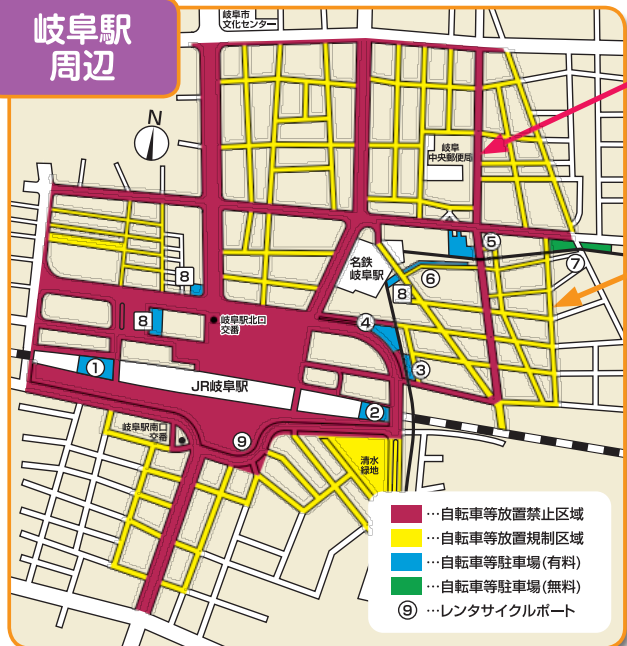 岐阜駅
周辺
岐阜市
文化センター
N
岐阜
中央郵便局
名鉄
岐阜駅
⑤
⑦
⑥
8
8
8
岐阜駅北口
交番
④
③
①
JR岐阜駅
②
岐阜駅南口
交番
⑨
清水
緑地
…自転車等放置禁止区域
…自転車等放置規制区域
…自転車等駐車場(有料)
…自転車等駐車場(無料)
⑨ …レンタサイクルポート